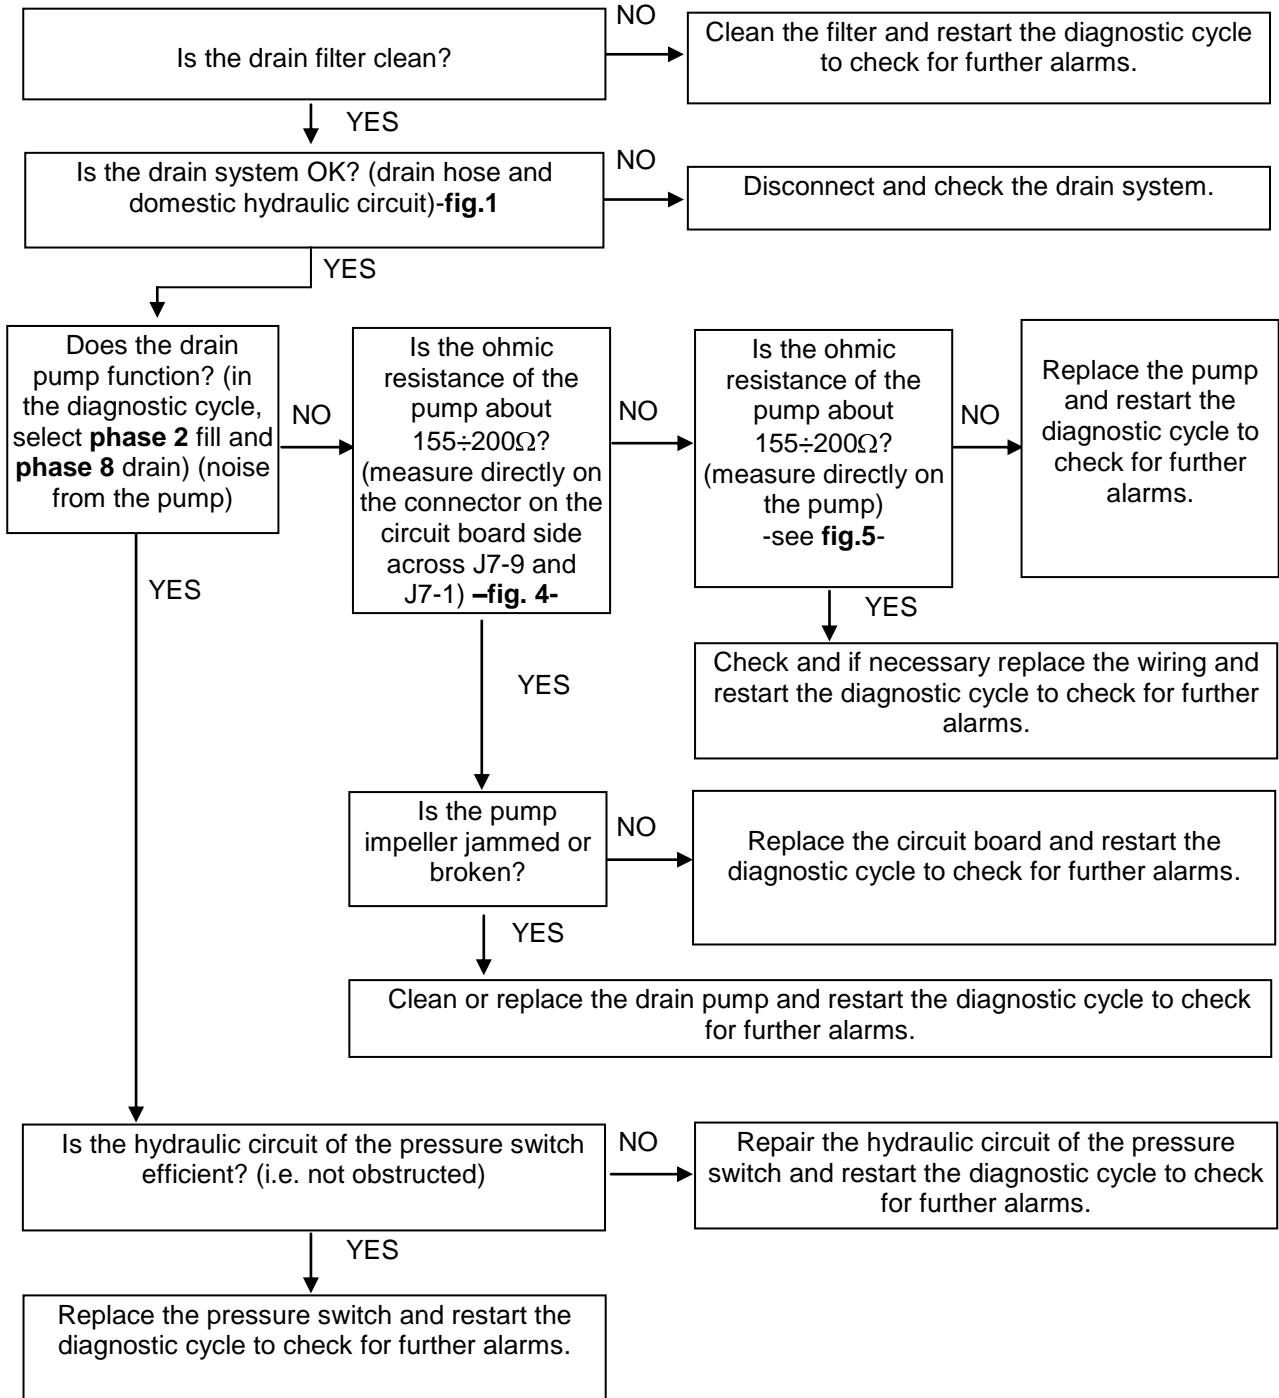 Is the drain filter clean?
NO
Clean the filter and restart the diagnostic cycle
to check for further alarms.
YES
Is the drain system OK? (drain hose and
domestic hydraulic circuit)-fig.1
NO
Disconnect and check the drain system.
YES
Does the drain
pump function? (in
the diagnostic cycle,
select phase 2 fill and
phase 8 drain) (noise
from the pump)
NO
Is the ohmic
resistance of the
pump about
155÷200Ω?
(measure directly on
the connector on the
circuit board side
across J7-9 and
J7-1) –fig. 4-
NO
Is the ohmic
resistance of the
pump about
155÷200Ω?
(measure directly on
the pump)
-see fig.5-
NO
Replace the pump
and restart the
diagnostic cycle to
check for further
alarms.
YES
YES
Check and if necessary replace the wiring and
restart the diagnostic cycle to check for further
alarms.
YES
Is the pump
impeller jammed or
broken?
NO
Replace the circuit board and restart the
diagnostic cycle to check for further alarms.
YES
Clean or replace the drain pump and restart the diagnostic cycle to check
for further alarms.
Is the hydraulic circuit of the pressure switch
efficient? (i.e. not obstructed)
NO
Repair the hydraulic circuit of the pressure
switch and restart the diagnostic cycle to check
for further alarms.
YES
Replace the pressure switch and restart the
diagnostic cycle to check for further alarms.